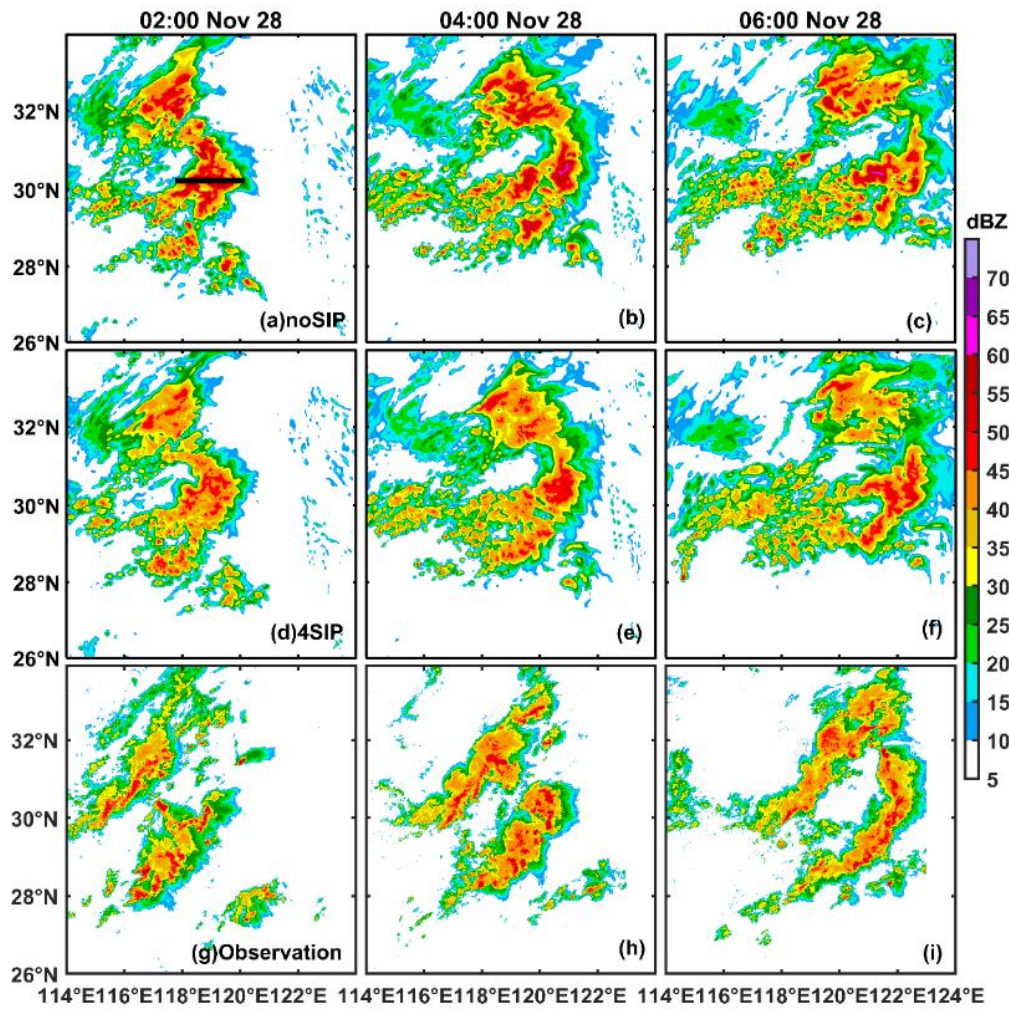 02:00 Nov 28 04:00 Nov 28 06:00 Nov 28
32°N
30°N
28°N
26°N
(a)noSIP (b) (c)
32°N
30°N
28°N
26°N
(d)4SIP (e) (f)
32°N
30°N
28°N
26°N
(g)Observation (h) (i)
114°E116°E118°E120°E122°E 114°E116°E118°E120°E122°E 114°E116°E118°E120°E122°E124°E
dBZ
70
65
60
55
50
45
40
35
30
25
20
15
10
5